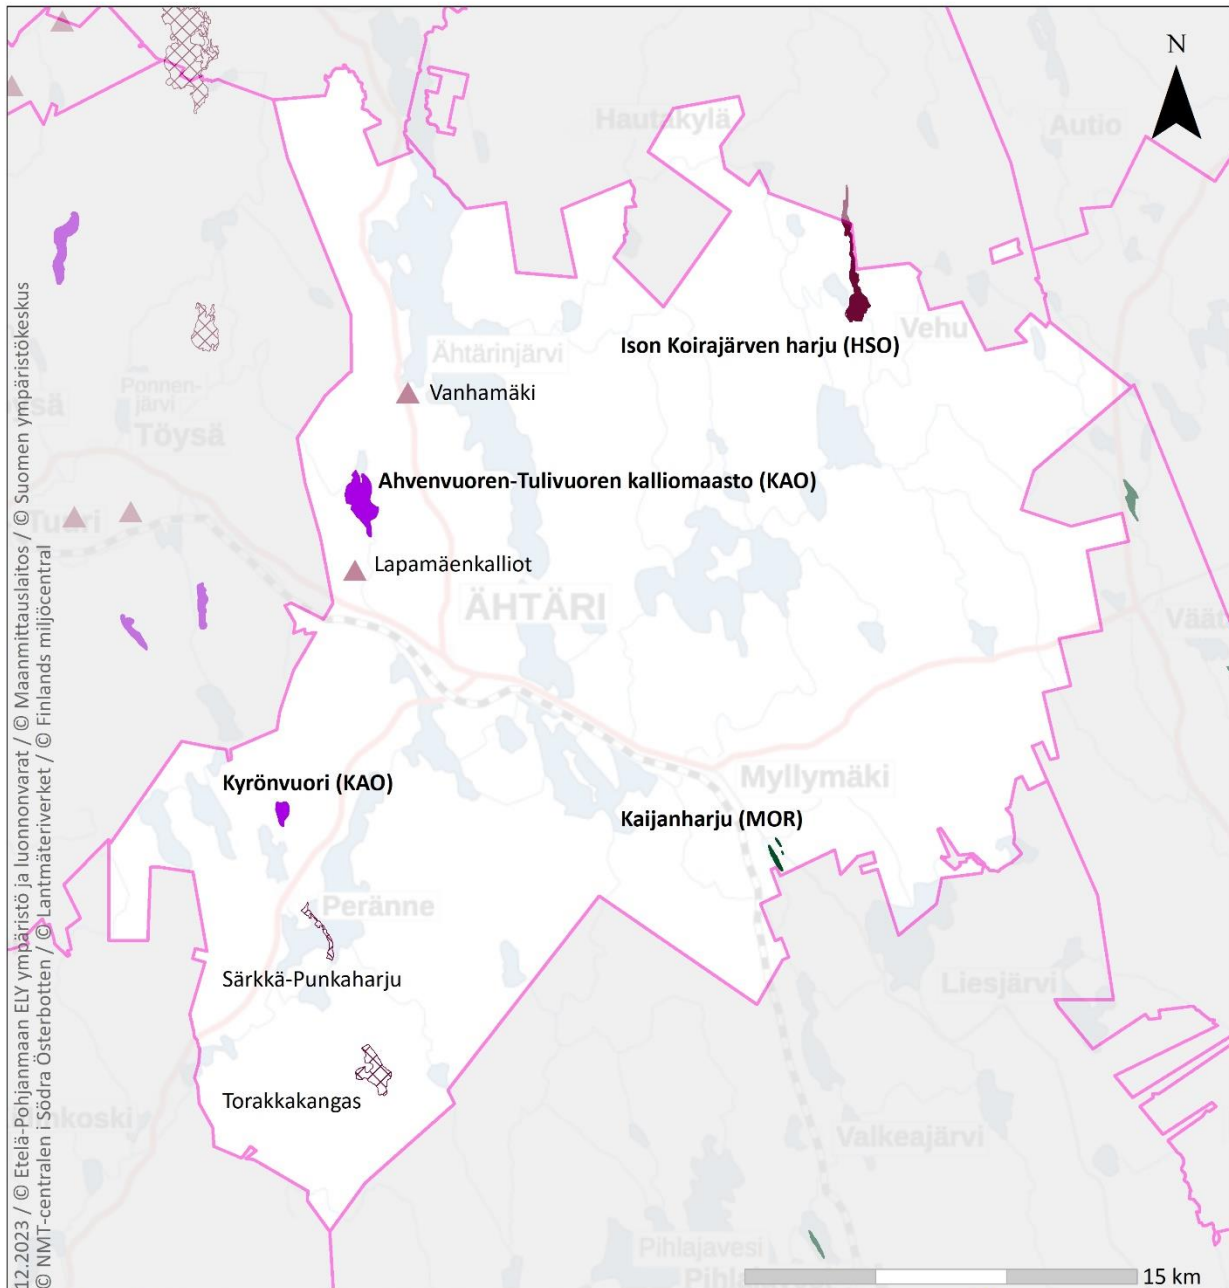 N
Hautakylä
Autio
Ison Koirajärven harju (HSO)
Vehu
Ähtärinjärvi
Vanhamäki
Ponnen-
järvi
Töysä
Ahvenvuoren-Tulivuoren kalliomaasto (KAO)
Tuuri
Lapamäenkalliot
ÄHTÄRI
Väät
Kyrönvuori (KAO)
Myllymäki
Kaijanharju (MOR)
Peränne
Särkkä-Punkaharju
Liesjärvi
Torakkakangas
Valkeajärvi
Pihlajavesi
15 km
12.2023 / © Etelä-Pohjanmaan ELY ympäristö ja luonnonvarat / © Maanmittauslaitos / © Suomen ympäristökeskus
© NMT-centralen i Södra Österbotten / © Lantmäteriverket / © Finlands miljöcentral